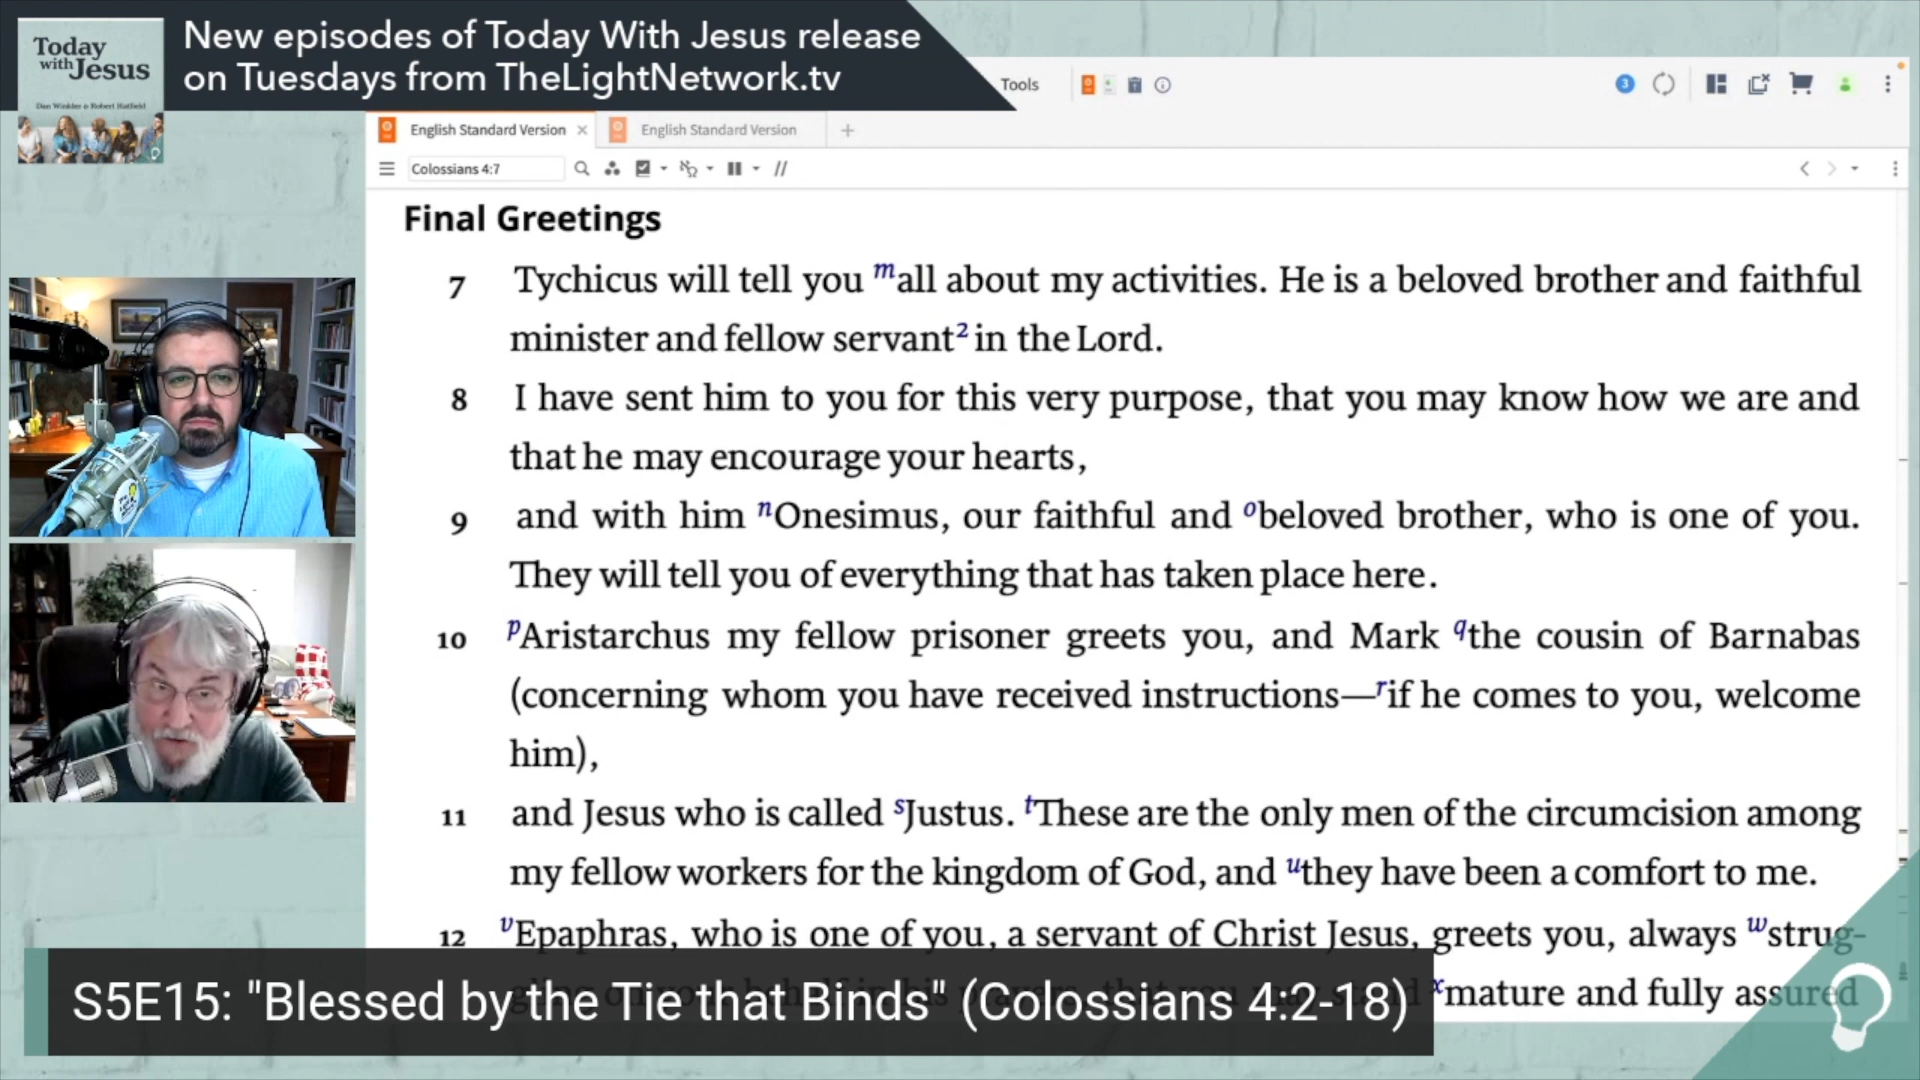 Today
with Jesus
Dan Winkler & Robert Hatfield
New episodes of Today With Jesus release
on Tuesdays from TheLightNetwork.tv
Tools
3
English Standard Version
English Standard Version
Colossians 4:7
Final Greetings
7 Tychicus will tell you mall about my activities. He is a beloved brother and faithful
minister and fellow servant2 in the Lord.
8 I have sent him to you for this very purpose, that you may know how we are and
that he may encourage your hearts,
9 and with him nOnesimus, our faithful and obeloved brother, who is one of you.
They will tell you of everything that has taken place here.
10 pAristarchus my fellow prisoner greets you, and Mark qthe cousin of Barnabas
(concerning whom you have received instructions—rif he comes to you, welcome
him),
11 and Jesus who is called sJustus. tThese are the only men of the circumcision among
my fellow workers for the kingdom of God, and uthey have been a comfort to me.
12 vEpaphras, who is one of you, a servant of Christ Jesus, greets you, always wstrug-
xmature and fully assured
S5E15: "Blessed by the Tie that Binds" (Colossians 4.2-18)